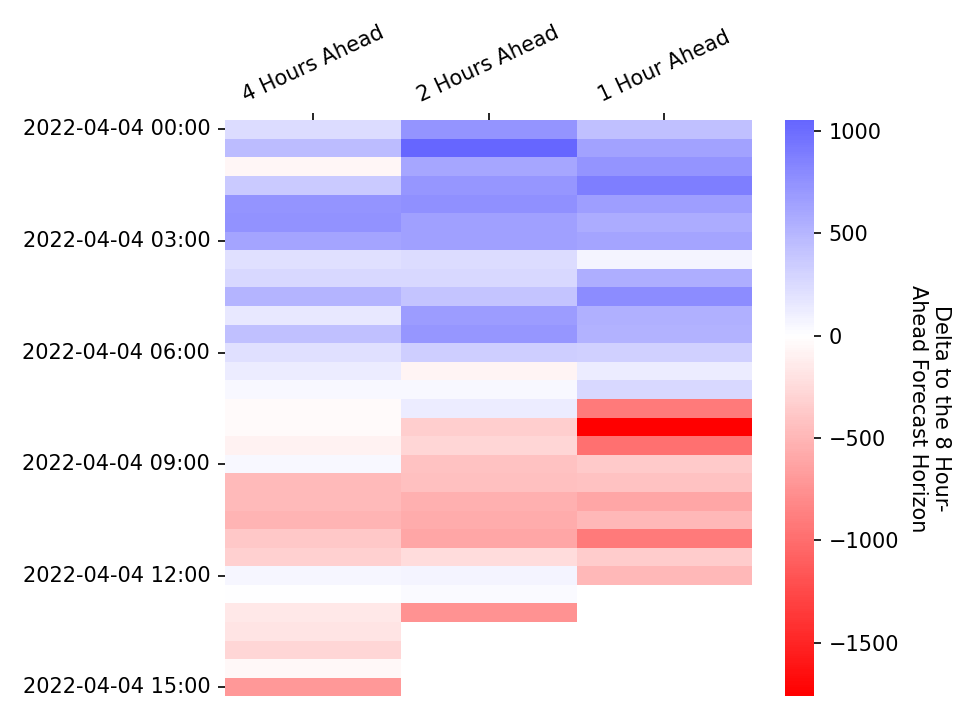 4 Hours Ahead
2 Hours Ahead
1 Hour Ahead
2022-04-04 00:00
2022-04-04 03:00
2022-04-04 06:00
2022-04-04 09:00
2022-04-04 12:00
2022-04-04 15:00
1000
500
0
−500
−1000
−1500
Delta to the 8 Hour-
Ahead Forecast Horizon